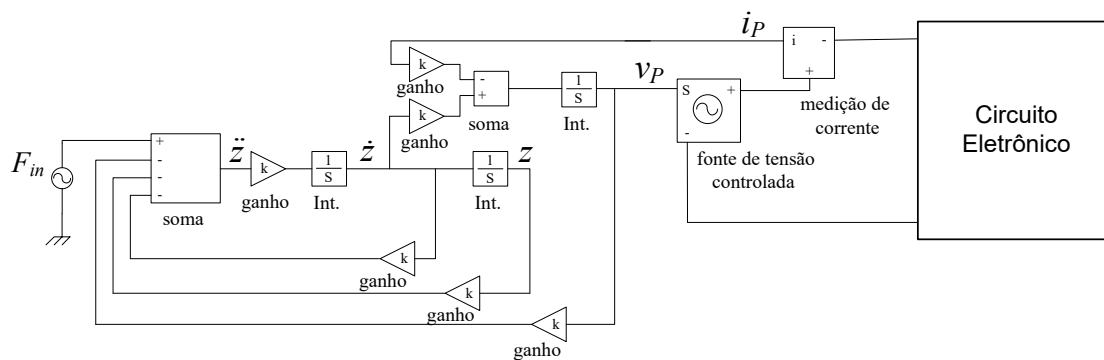 i_P
i -
k
ganho
-
+
+
medição de
corrente
1
S
Int.
v_P
S +
-
fonte de tensão
controlada
Circuito
Eletrônico
k
ganho
soma
F_in
+
-
-
-
soma
z̈
k
ganho
1
S
Int.
ż
1
S
Int.
z
k
ganho
k
ganho
k
ganho